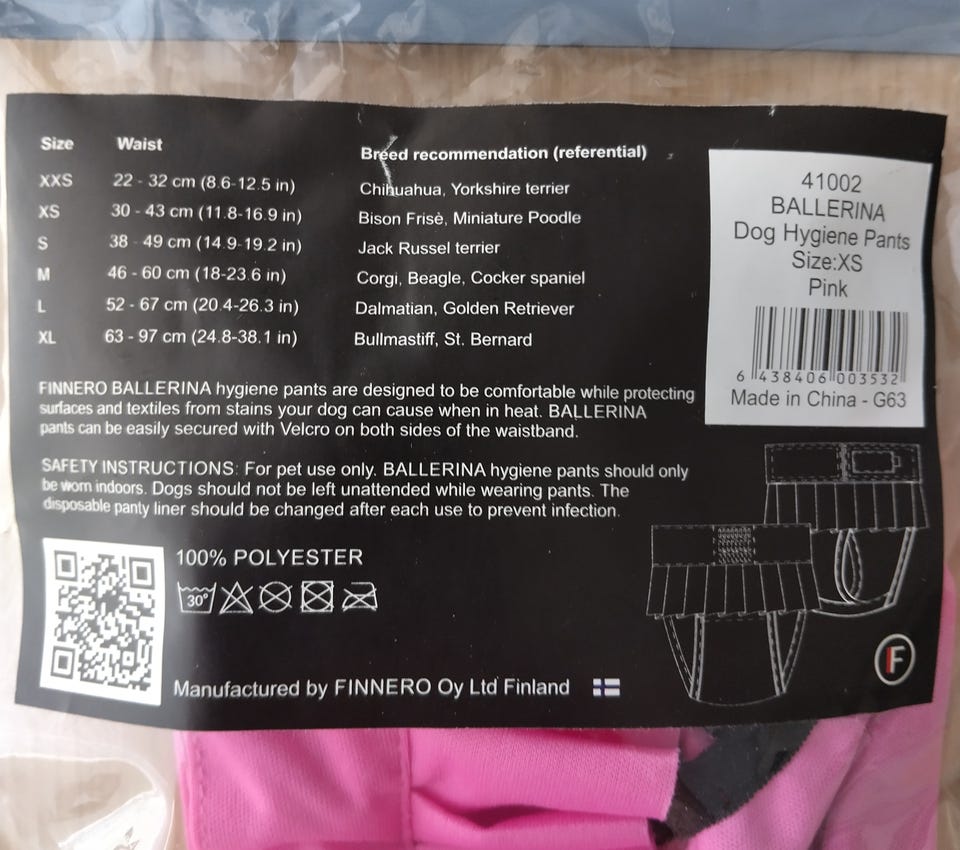 Size Waist Breed recommendation (referential)
XXS 22 - 32 cm (8.6-12.5 in) Chihuahua, Yorkshire terrier
XS 30 - 43 cm (11.8-16.9 in) Bison Frisè, Miniature Poodle
S 38 - 49 cm (14.9-19.2 in) Jack Russel terrier
M 46 - 60 cm (18-23.6 in) Corgi, Beagle, Cocker spaniel
L 52 - 67 cm (20.4-26.3 in) Dalmatian, Golden Retriever
XL 63 - 97 cm (24.8-38.1 in) Bullmastiff, St. Bernard
41002
BALLERINA
Dog Hygiene Pants
Size:XS
Pink
6 438406 003532
Made in China - G63
FINNERO BALLERINA hygiene pants are designed to be comfortable while protecting
surfaces and textiles from stains your dog can cause when in heat. BALLERINA
pants can be easily secured with Velcro on both sides of the waistband.
SAFETY INSTRUCTIONS: For pet use only. BALLERINA hygiene pants should only
be worn indoors. Dogs should not be left unattended while wearing pants. The
disposable panty liner should be changed after each use to prevent infection.
100% POLYESTER
30°
Manufactured by FINNERO Oy Ltd Finland
F